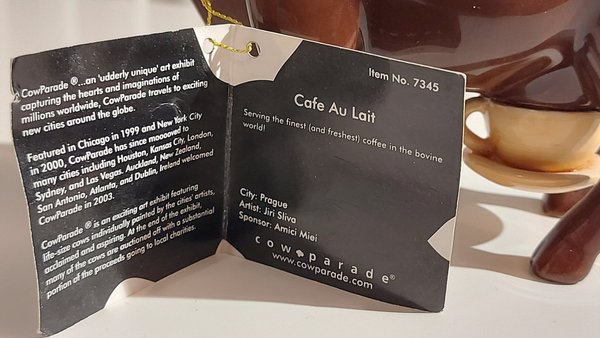 CowParade ® ...an 'udderly unique' art exhibit
capturing the hearts and imaginations of
millions worldwide, CowParade travels to exciting
new cities around the globe.
Featured in Chicago in 1999 and New York City
in 2000, CowParade has since mooooved to
many cities including Houston, Kansas City, London,
Sydney, and Las Vegas. Auckland, New Zealand,
San Antonio, Atlanta, and Dublin, Ireland welcomed
CowParade in 2003.
CowParade ® is an exciting art exhibit featuring
life-size cows individually painted by the cities' artists,
acclaimed and aspiring. At the end of the exhibit,
many of the cows are auctioned off with a substantial
portion of the proceeds going to local charities.
Item No. 7345
Cafe Au Lait
Serving the finest (and freshest) coffee in the bovine
world!
City: Prague
Artist: Jiri Sliva
Sponsor: Amici Miei
cow parade®
www.cowparade.com